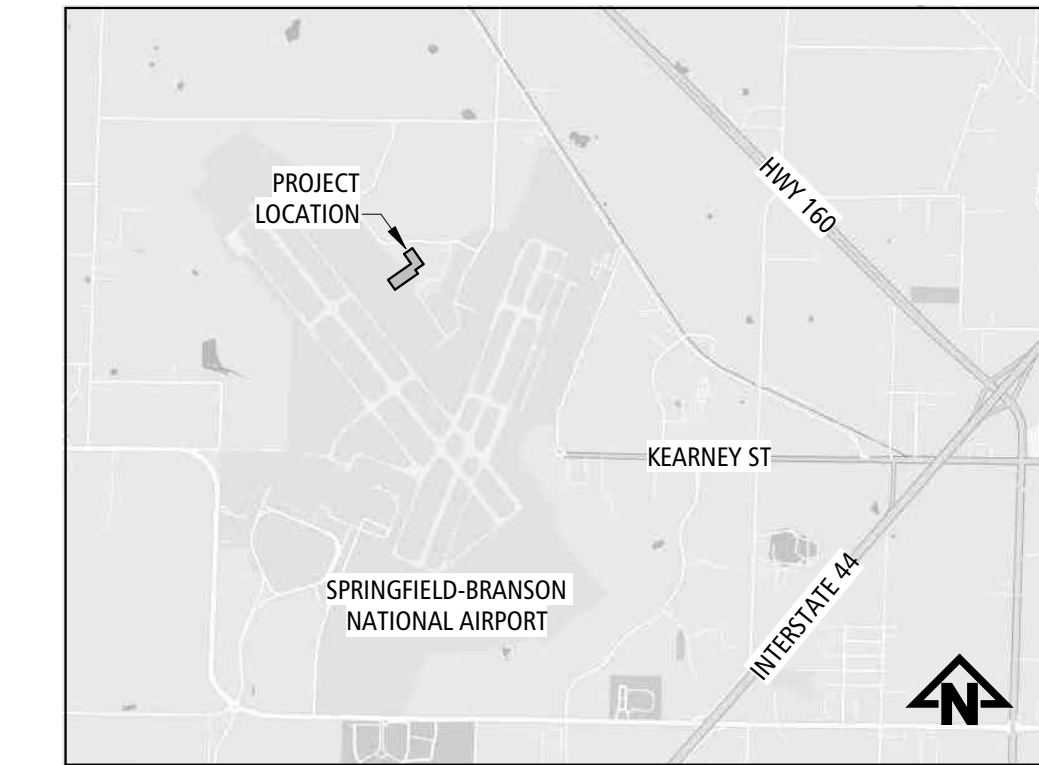 PROJECT
LOCATION
HWY 160
KEARNEY ST
INTERSTATE 44
SPRINGFIELD-BRANSON
NATIONAL AIRPORT
N